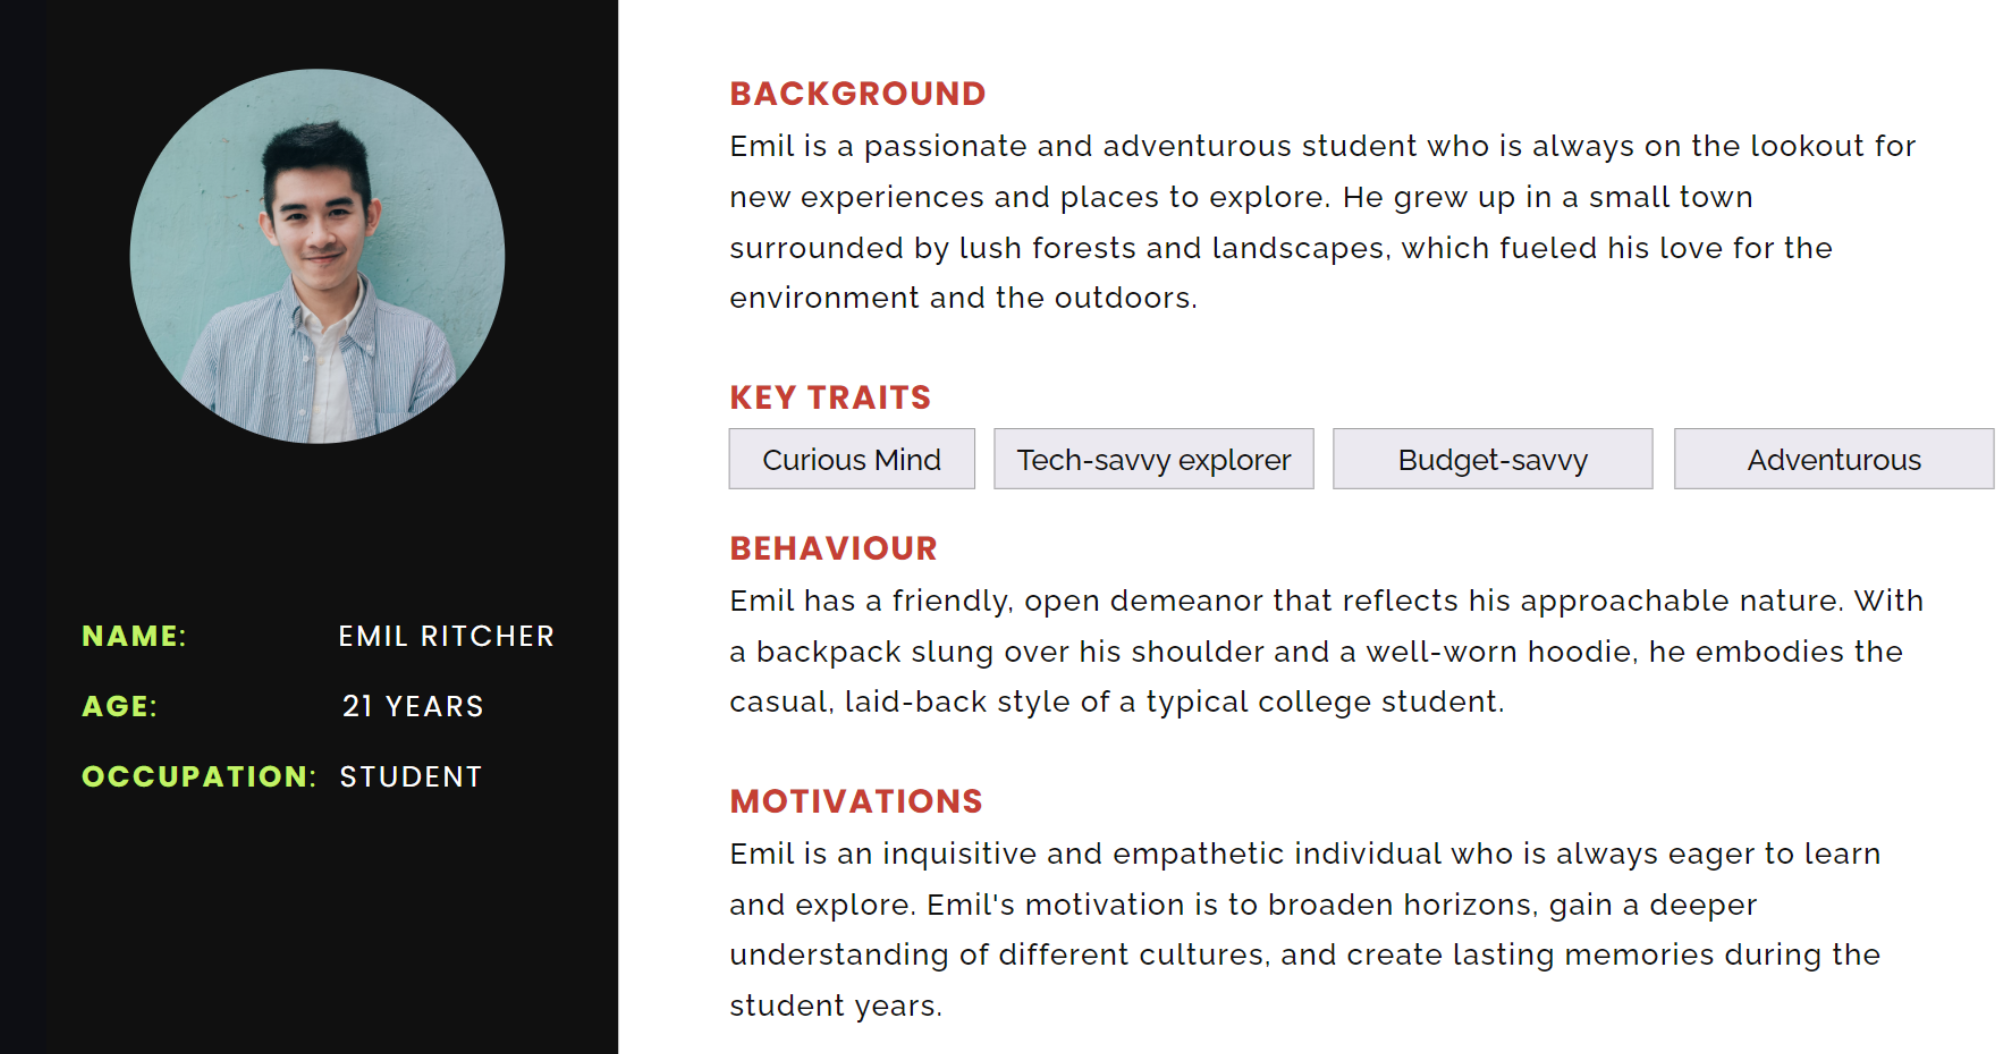 NAME: EMIL RITCHER
AGE: 21 YEARS
OCCUPATION: STUDENT
BACKGROUND
Emil is a passionate and adventurous student who is always on the lookout for
new experiences and places to explore. He grew up in a small town
surrounded by lush forests and landscapes, which fueled his love for the
environment and the outdoors.
KEY TRAITS
Curious Mind Tech-savvy explorer Budget-savvy Adventurous
BEHAVIOUR
Emil has a friendly, open demeanor that reflects his approachable nature. With
a backpack slung over his shoulder and a well-worn hoodie, he embodies the
casual, laid-back style of a typical college student.
MOTIVATIONS
Emil is an inquisitive and empathetic individual who is always eager to learn
and explore. Emil's motivation is to broaden horizons, gain a deeper
understanding of different cultures, and create lasting memories during the
student years.